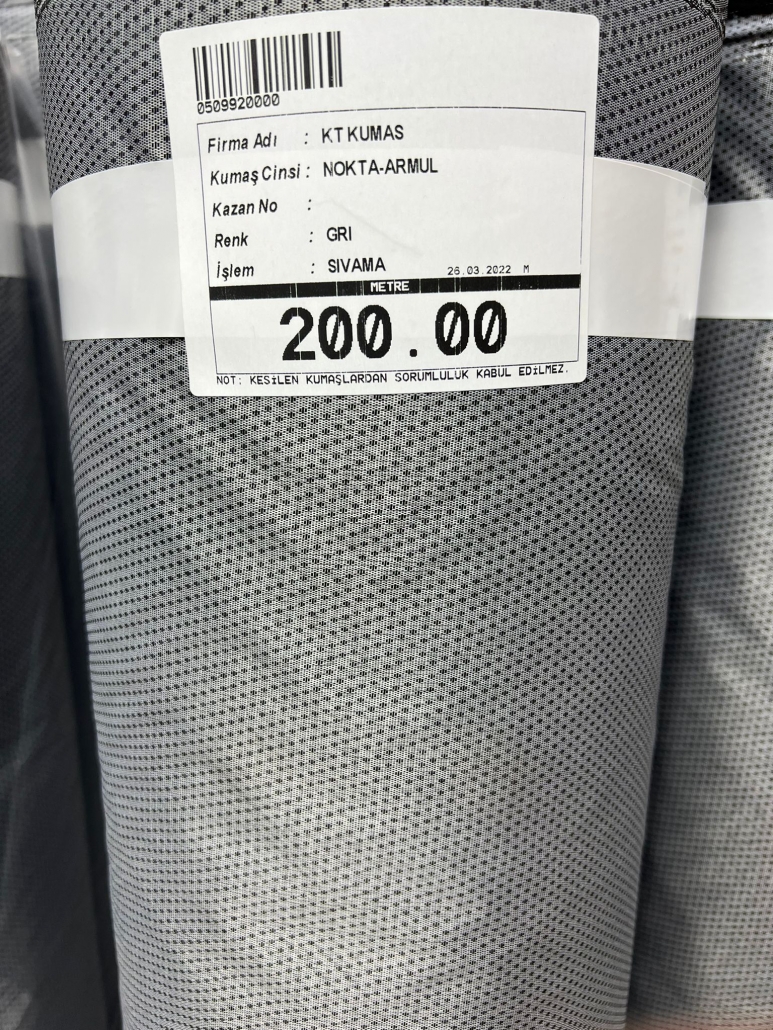 0509920000
Firma Adı : KT KUMAS
Kumaş Cinsi : NOKTA-ARMUL
Kazan No :
Renk : GRI
İşlem : SIVAMA 26.03.2022 M
METRE
200.00
NOT: KESİLEN KUMAŞLARDAN SORUMLULUK KABUL EDİLMEZ.